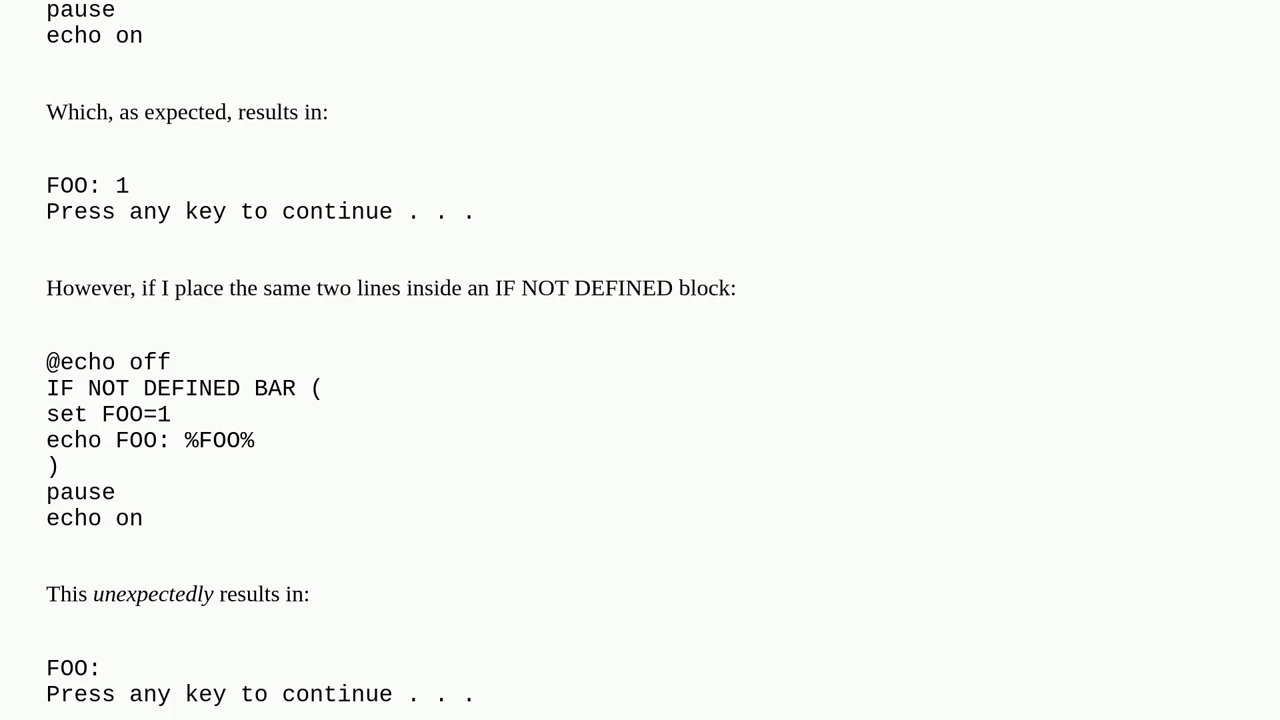 pause
echo on
Which, as expected, results in:
FOO: 1
Press any key to continue . . .
However, if I place the same two lines inside an IF NOT DEFINED block:
@echo off
IF NOT DEFINED BAR (
set FOO=1
echo FOO: %FOO%
)
pause
echo on
This unexpectedly results in:
FOO:
Press any key to continue . . .